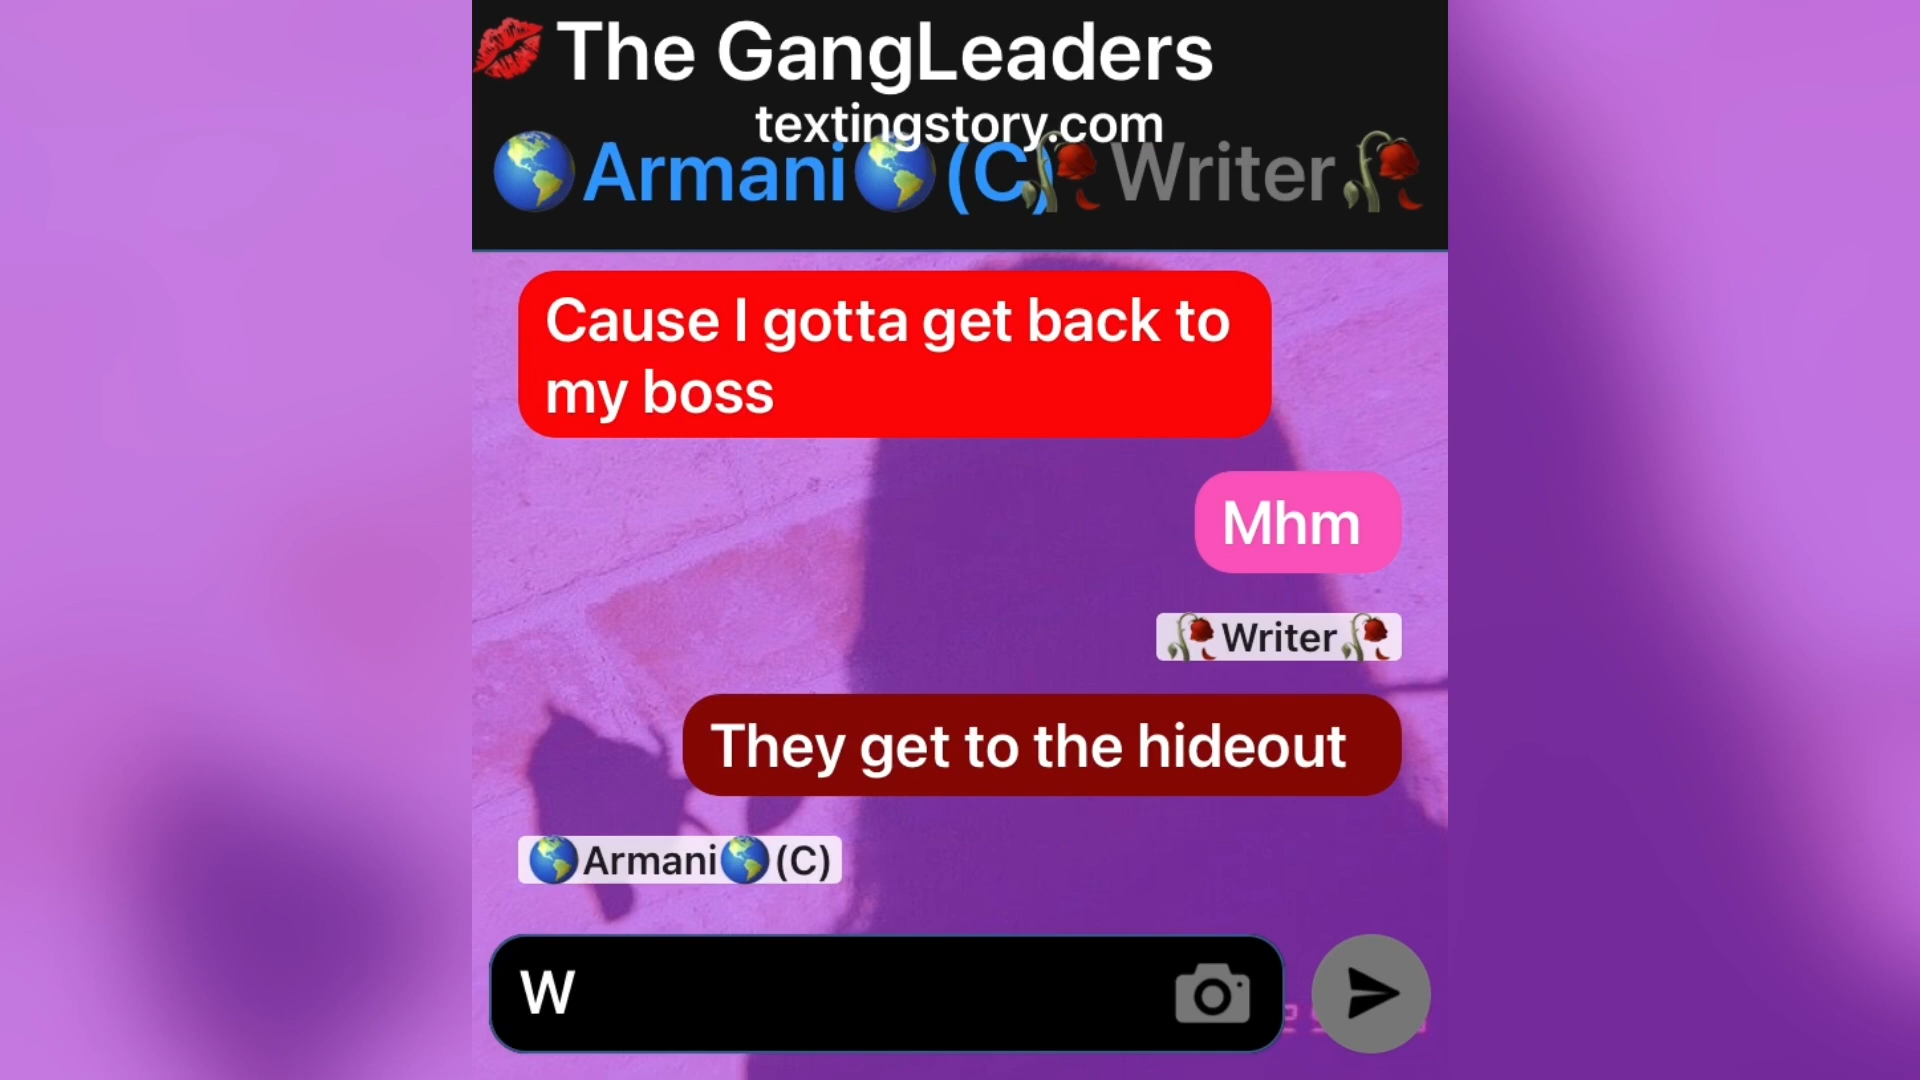 💋The GangLeaders
textingstory.com
🌎Armani🌎(C)
🥀Writer🥀
Cause I gotta get back to
my boss
Mhm
🥀Writer🥀
They get to the hideout
🌎Armani🌎(C)
W